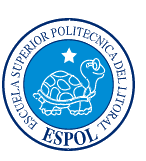 ESCUELA SUPERIOR POLITECNICA DEL LITORAL
ESPOL